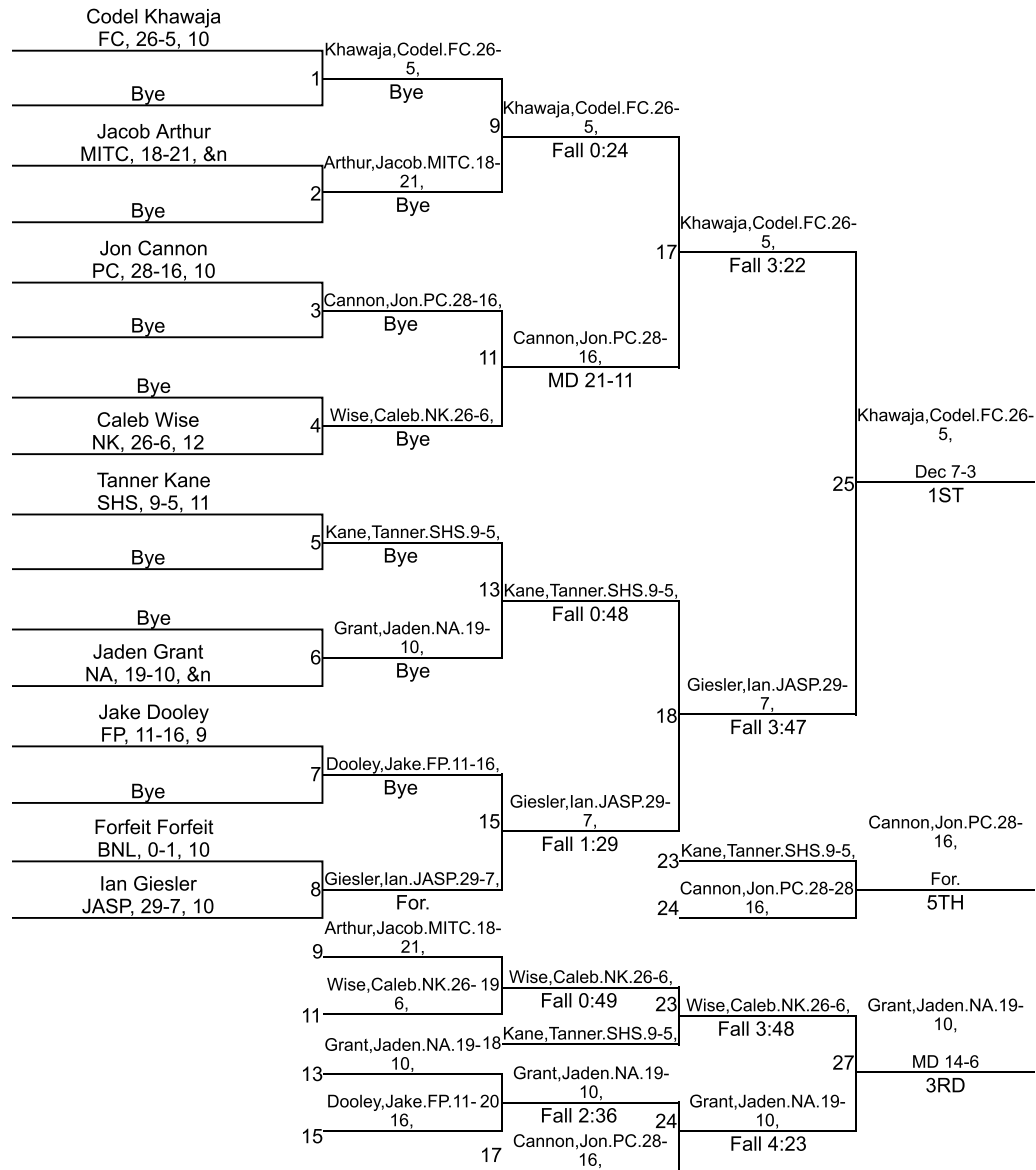 Codel Khawaja
FC, 26-5, 10
Khawaja,Codel.FC.26-
5,
1
Bye
Bye
Khawaja,Codel.FC.26-
5,
9
Fall 0:24
Jacob Arthur
MITC, 18-21, &n
Arthur,Jacob.MITC.18-
21,
2
Bye
Bye
Khawaja,Codel.FC.26-
5,
17
Fall 3:22
Jon Cannon
PC, 28-16, 10
3
Cannon,Jon.PC.28-16,
Bye
Bye
Cannon,Jon.PC.28-
16,
11
MD 21-11
Bye
4
Wise,Caleb.NK.26-6,
Caleb Wise
NK, 26-6, 12
Bye
Khawaja,Codel.FC.26-
5,
25
Dec 7-3
1ST
Tanner Kane
SHS, 9-5, 11
5
Kane,Tanner.SHS.9-5,
Bye
Bye
13
Kane,Tanner.SHS.9-5,
Fall 0:48
Bye
Grant,Jaden.NA.19-
10,
6
Jaden Grant
NA, 19-10, &n
Bye
Giesler,Ian.JASP.29-
7,
18
Fall 3:47
Jake Dooley
FP, 11-16, 9
7
Dooley,Jake.FP.11-16,
Bye
Bye
Giesler,Ian.JASP.29-
7,
15
Fall 1:29
Forfeit Forfeit
BNL, 0-1, 10
8
Giesler,Ian.JASP.29-7,
Ian Giesler
JASP, 29-7, 10
For.
23
Kane,Tanner.SHS.9-5,
Cannon,Jon.PC.28-
16,
28
24
Cannon,Jon.PC.28-
16,
For.
5TH
Arthur,Jacob.MITC.18-
21,
9
Wise,Caleb.NK.26-
6,
11
19
Wise,Caleb.NK.26-6,
Fall 0:49
18
Kane,Tanner.SHS.9-5,
23
Wise,Caleb.NK.26-6,
Fall 3:48
Grant,Jaden.NA.19-
10,
13
Dooley,Jake.FP.11-
16,
15
20
Grant,Jaden.NA.19-
10,
Fall 2:36
17
Cannon,Jon.PC.28-
16,
24
Grant,Jaden.NA.19-
10,
Fall 4:23
27
Grant,Jaden.NA.19-
10,
MD 14-6
3RD